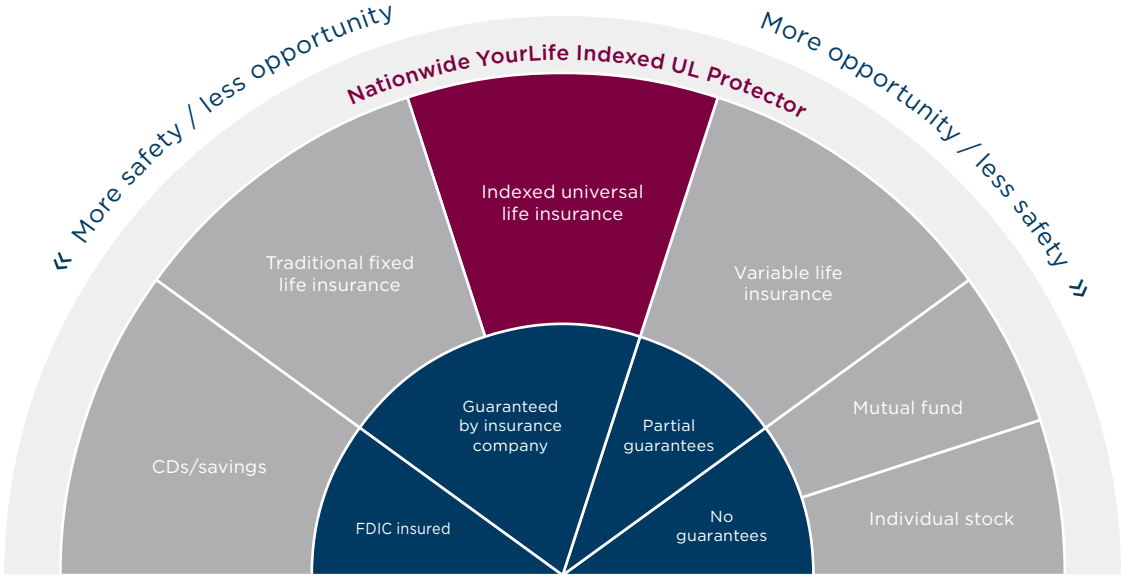 « More safety / less opportunity
Nationwide YourLife Indexed UL Protector
More opportunity / less safety »
CDs/savings
Traditional fixed
life insurance
Indexed universal
life insurance
Variable life
insurance
Mutual fund
Individual stock
FDIC insured
Guaranteed
by insurance
company
Partial
guarantees
No
guarantees